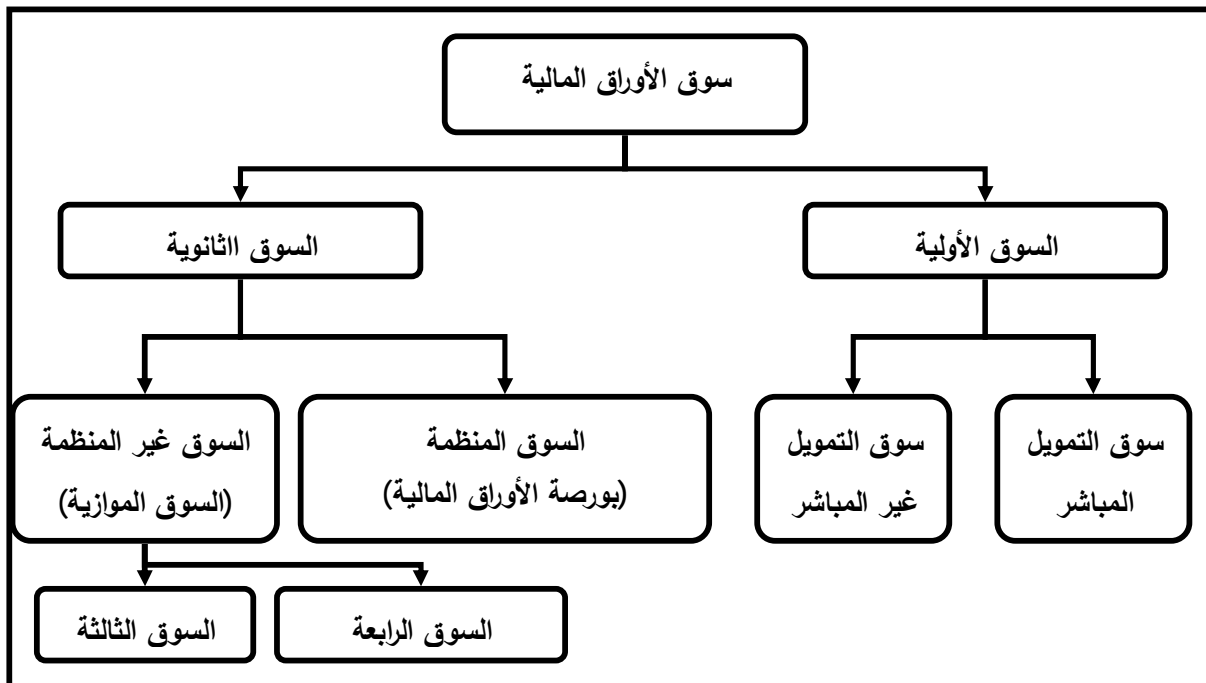 سوق الأوراق المالية
السوق الأولية
السوق ااثانوية
سوق التمويل
المباشر
سوق التمويل
غير المباشر
السوق المنظمة
(بورصة الأوراق المالية)
السوق غير المنظمة
(السوق الموازية)
السوق الرابعة
السوق الثالثة